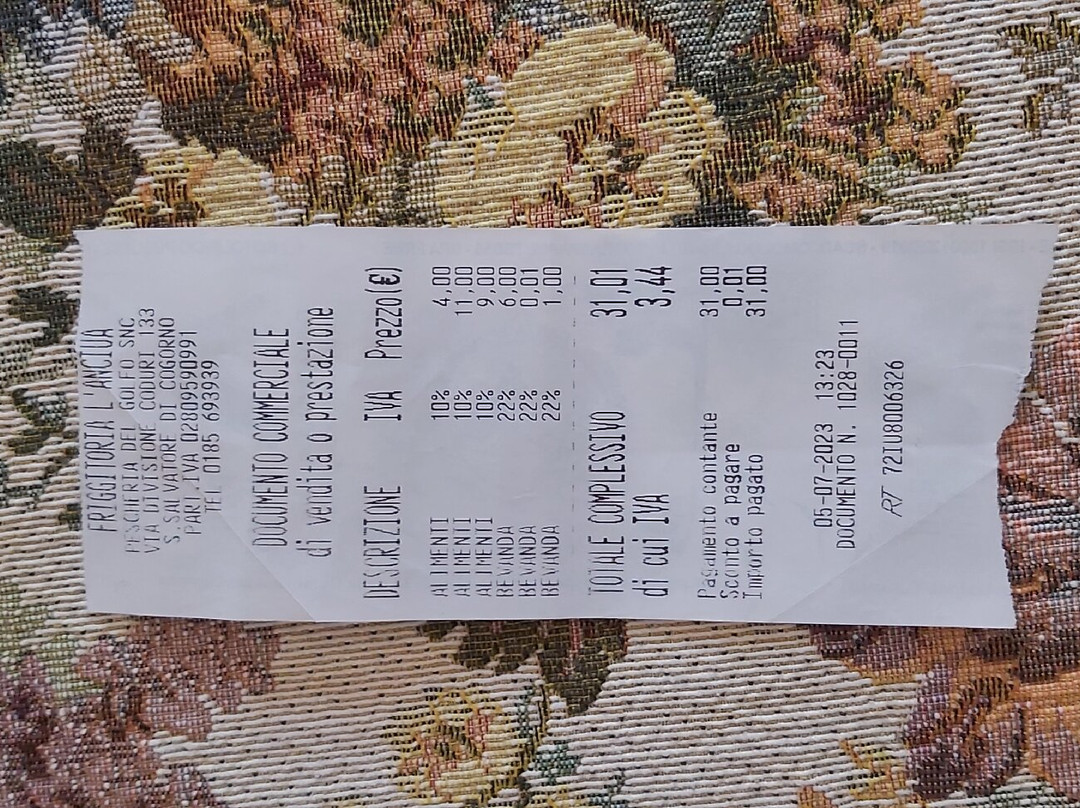 FRIGGITORIA L'ANCIUA
PESCHERIA DEL GOLFO SNC
VIA DIVISIONE CODURI 133
S.SALVATORE DI COGORNO
PART.IVA 02809590991
TEL 0185 693939
DOCUMENTO COMMERCIALE
di vendita o prestazione
DESCRIZIONE IVA Prezzo(€)
ALIMENTI 10% 4,00
ALIMENTI 10% 11,00
ALIMENTI 10% 9,00
BEVANDA 22% 6,00
BEVANDA 22% 0,01
BEVANDA 22% 1,00
TOTALE COMPLESSIVO 31,01
di cui IVA 3,44
Pagamento contante 31,00
Sconto a pagare 0,01
Importo pagato 31,00
05-07-2023 13:23
DOCUMENTO N. 1028-0011
RT 72IU8006326